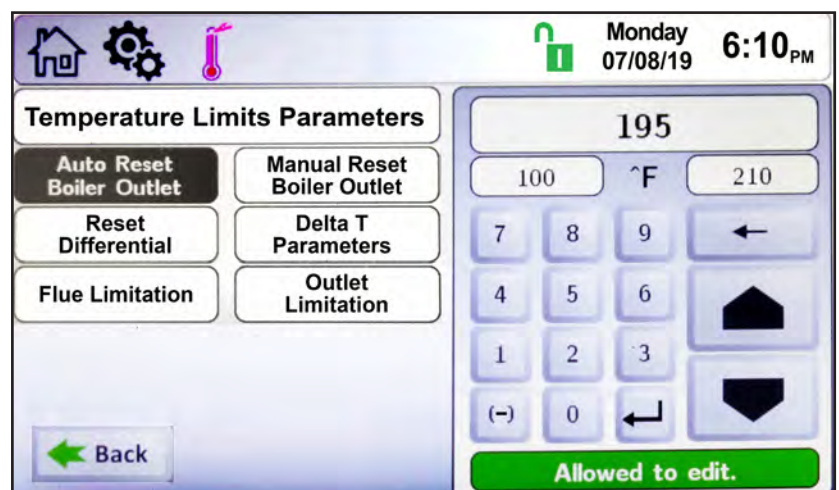 Monday
07/08/19
6:10 PM
Temperature Limits Parameters
Auto Reset
Boiler Outlet
Manual Reset
Boiler Outlet
Reset
Differential
Delta T
Parameters
Flue Limitation
Outlet
Limitation
Back
195
100 ^F 210
7 8 9
4 5 6
1 2 3
(-) 0
Allowed to edit.